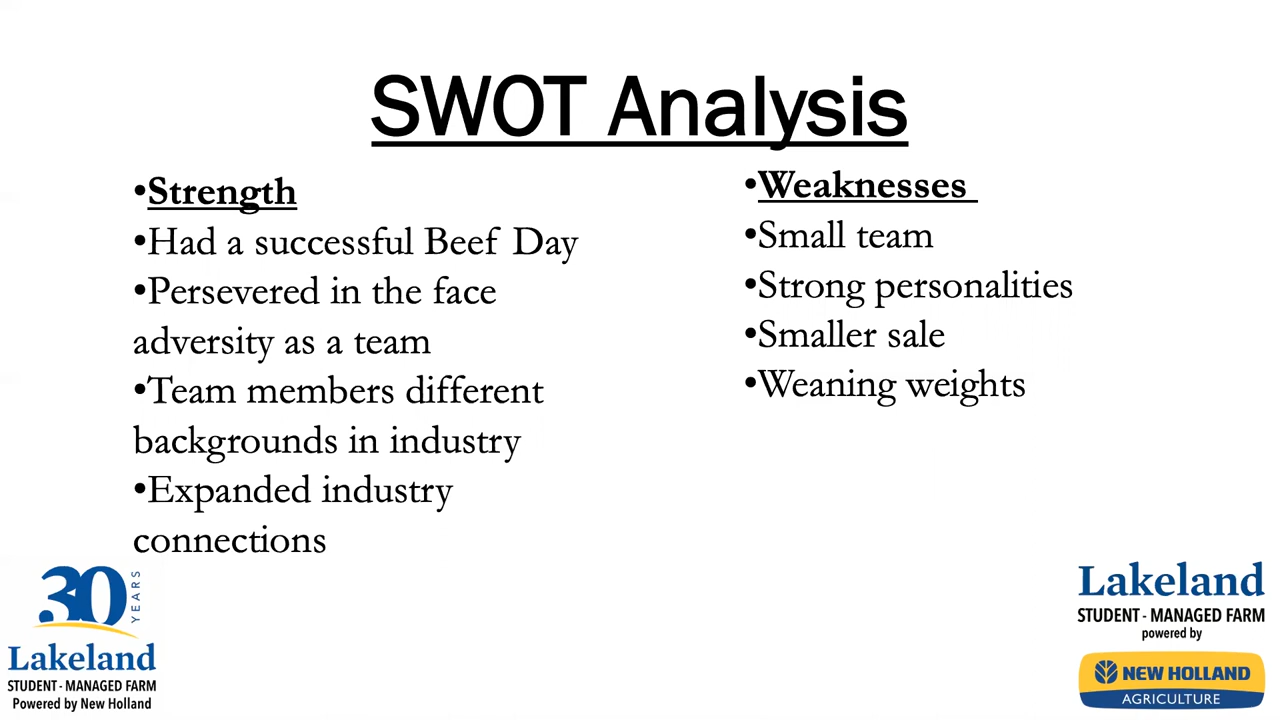 SWOT Analysis
•Strength
•Had a successful Beef Day
•Persevered in the face
adversity as a team
•Team members different
backgrounds in industry
•Expanded industry
connections
•Weaknesses
•Small team
•Strong personalities
•Smaller sale
•Weaning weights
30 YEARS
Lakeland
STUDENT - MANAGED FARM
Powered by New Holland
Lakeland
STUDENT - MANAGED FARM
powered by
NEW HOLLAND
AGRICULTURE